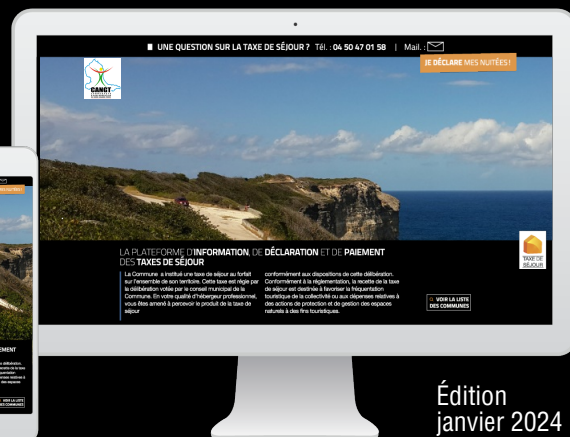 UNE QUESTION SUR LA TAXE DE SÉJOUR ? Tél. : 04 50 47 01 58 | Mail. :
JE DÉCLARE MES NUITÉES !
CANGT
LA PLATEFORME D'INFORMATION, DE DÉCLARATION ET DE PAIEMENT
DES TAXES DE SÉJOUR
La Commune a institué une taxe de séjour au forfait
sur l'ensemble de son territoire. Cette taxe est régie par
la délibération votée par le conseil municipal de la
Commune. En votre qualité d'hébergeur professionnel,
vous êtes amené à percevoir le produit de la taxe de
séjour
conformément aux dispositions de cette délibération.
Conformément à la réglementation, la recette de la taxe
de séjour est destinée à favoriser la fréquentation
touristique de la collectivité ou aux dépenses relatives à
des actions de protection et de gestion des espaces
naturels à des fins touristiques.
TAXE DE
SÉJOUR
VOIR LA LISTE
DES COMMUNES
EMENT
VOIR LA LISTE
DES COMMUNES
Édition
janvier 2024